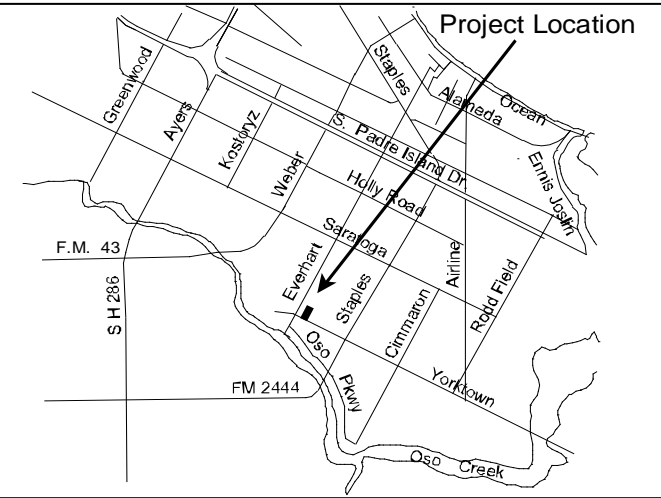 Project Location
Greenwood
Ayers
Kostoryz
Weber
Staples
Alameda
Ocean
S. Padre Island Dr.
Ennis Joslin
Holly Road
Saratoga
Airline
Rodd Field
F.M. 43
S H 286
Everhart
Staples
Cimmaron
Oso
Pkwy
Yorktown
FM 2444
Oso Creek